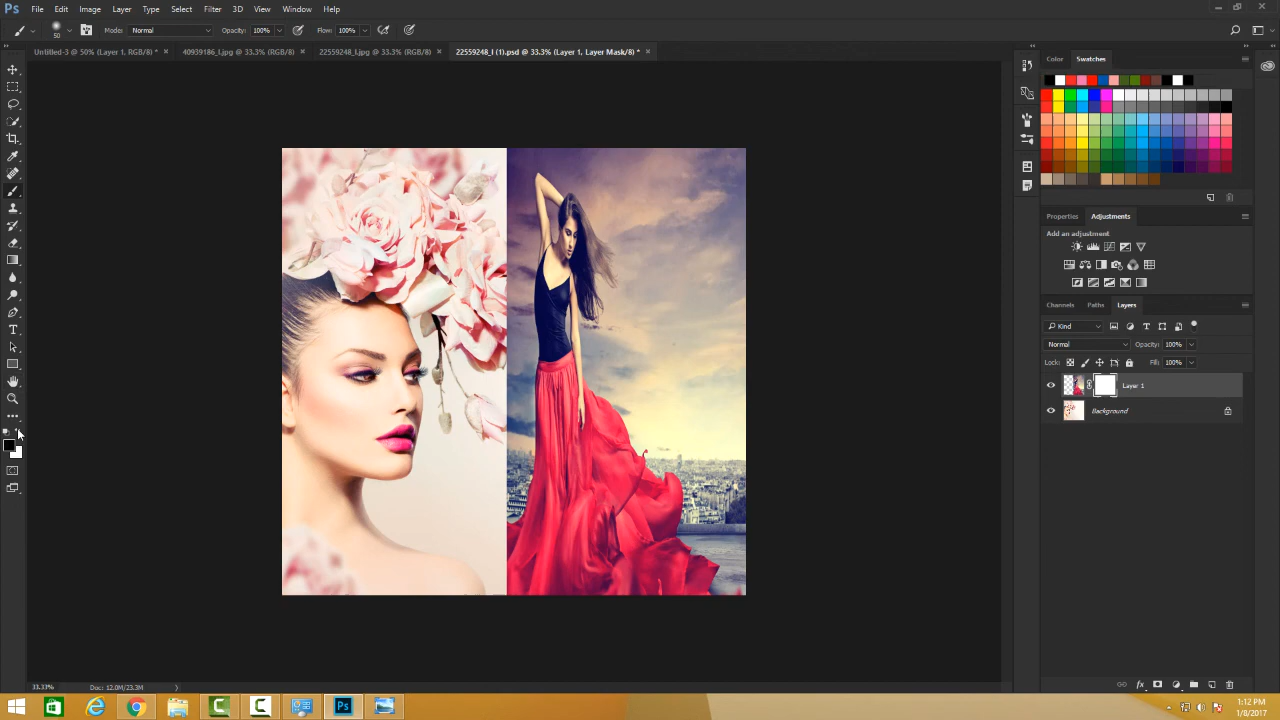 Ps File Edit Image Layer Type Select Filter 3D View Window Help
50 Mode: Normal Opacity: 100% Flow: 100%
Untitled-3 @ 50% (Layer 1, RGB/8) * × 40939186_l.jpg @ 33.3% (RGB/8) × 22559248_l.jpg @ 33.3% (RGB/8) × 22559248_l (1).psd @ 33.3% (Layer 1, Layer Mask/8) * ×
Color Swatches
Properties Adjustments
Add an adjustment
Channels Paths Layers
Kind
Normal Opacity: 100%
Lock: Fill: 100%
Layer 1
Background
33.33% Doc: 12.0M/23.3M
Ps
1:12 PM
1/8/2017